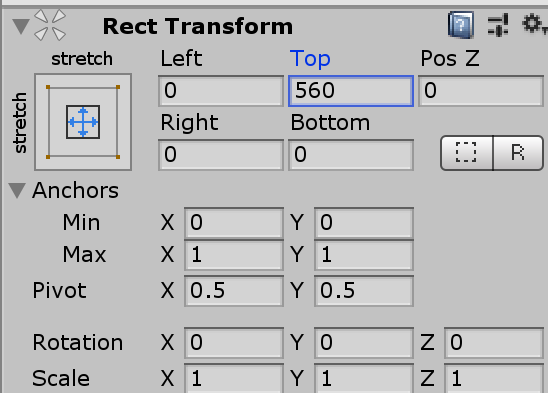 Rect Transform
stretch
Left Top Pos Z
stretch
0 560 0
Right Bottom
0 0
R
Anchors
Min X 0 Y 0
Max X 1 Y 1
Pivot X 0.5 Y 0.5
Rotation X 0 Y 0 Z 0
Scale X 1 Y 1 Z 1